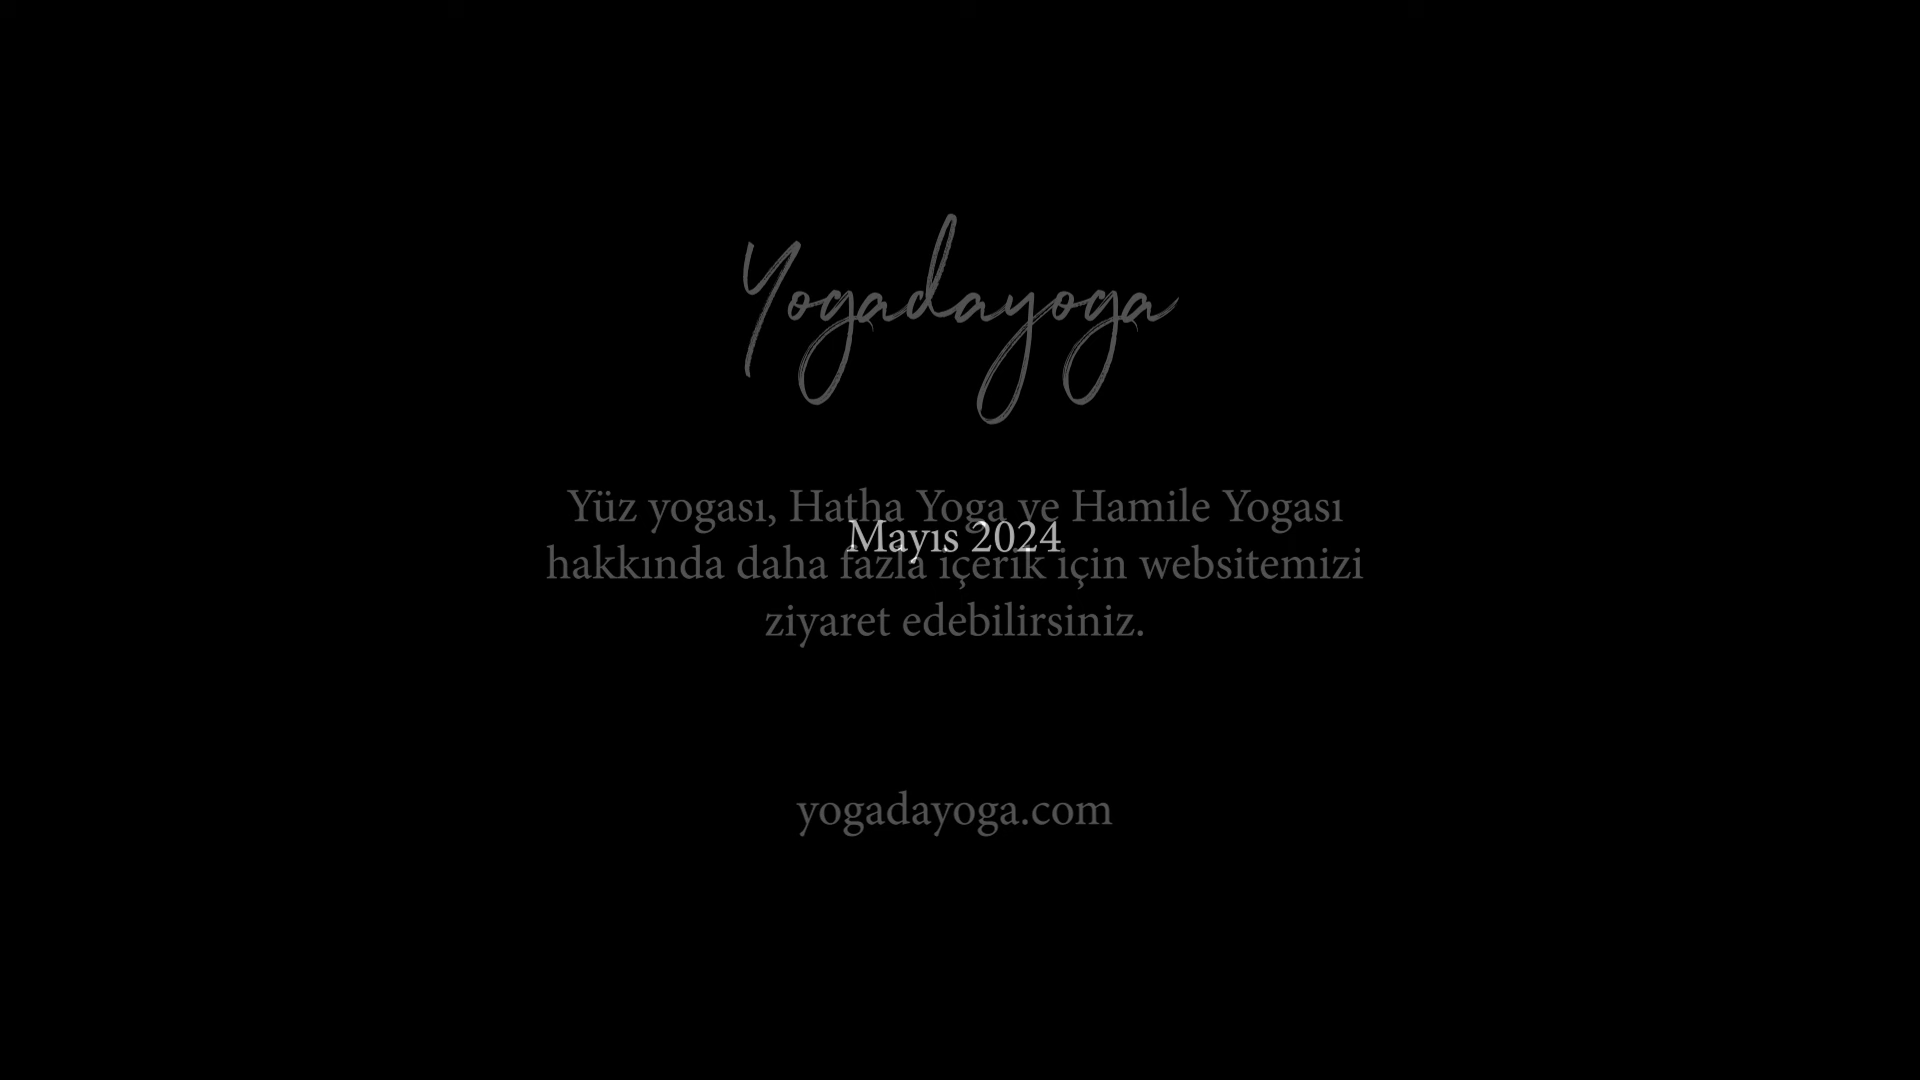 Yogadayoga
Yüz yogası, Hatha Yoga ve Hamile Yogası
Mayıs 2024
hakkında daha fazla içerik için websitemizi
ziyaret edebilirsiniz.
yogadayoga.com